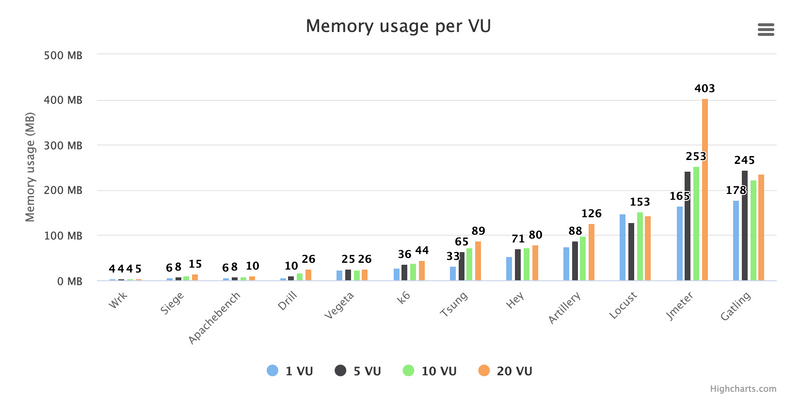 Memory usage per VU
Memory usage (MB)
500 MB
400 MB
300 MB
200 MB
100 MB
0 MB
4 4 4 5
6 8 15
6 8 10
10 26
25 26
36 44
33 65 89
71 80
88 126
153
165 253 403
178 245
Wrk
Siege
Apachebench
Drill
Vegeta
k6
Tsung
Hey
Artillery
Locust
Jmeter
Gatling
1 VU 5 VU 10 VU 20 VU
Highcharts.com